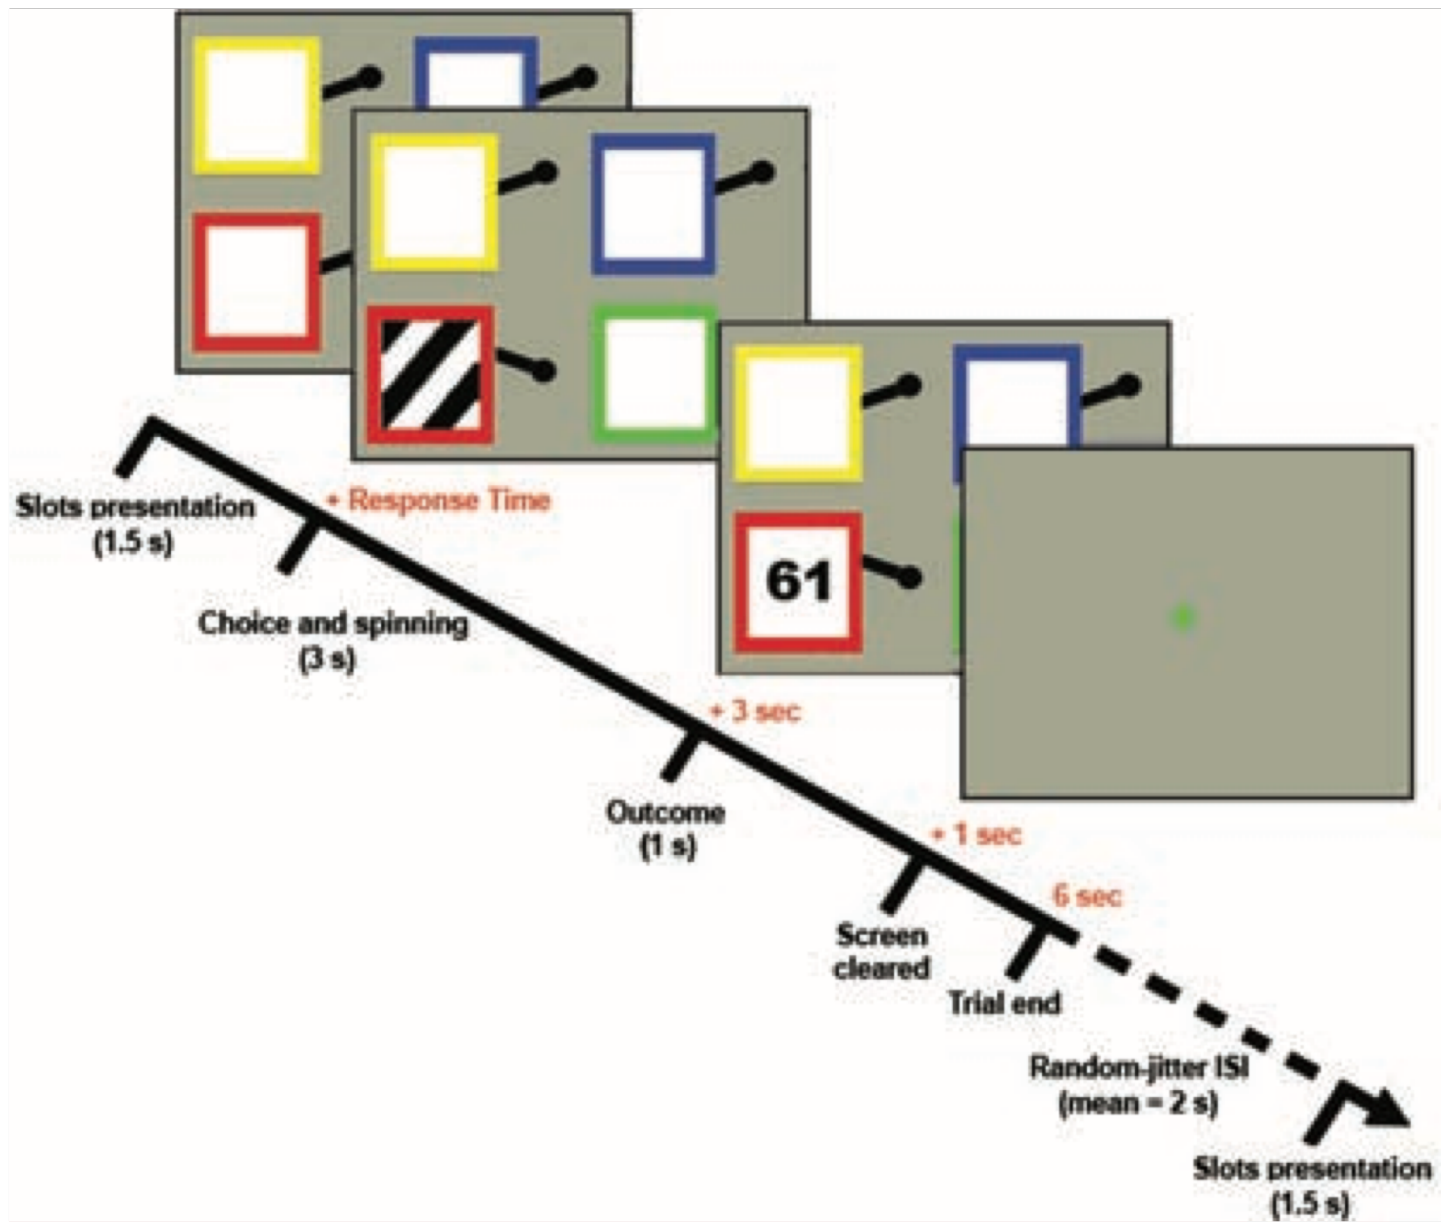 61
Slots presentation
(1.5 s)
+ Response Time
Choice and spinning
(3 s)
+ 3 sec
Outcome
(1 s)
+ 1 sec
Screen
cleared
6 sec
Trial end
Random-jitter ISI
(mean = 2 s)
Slots presentation
(1.5 s)